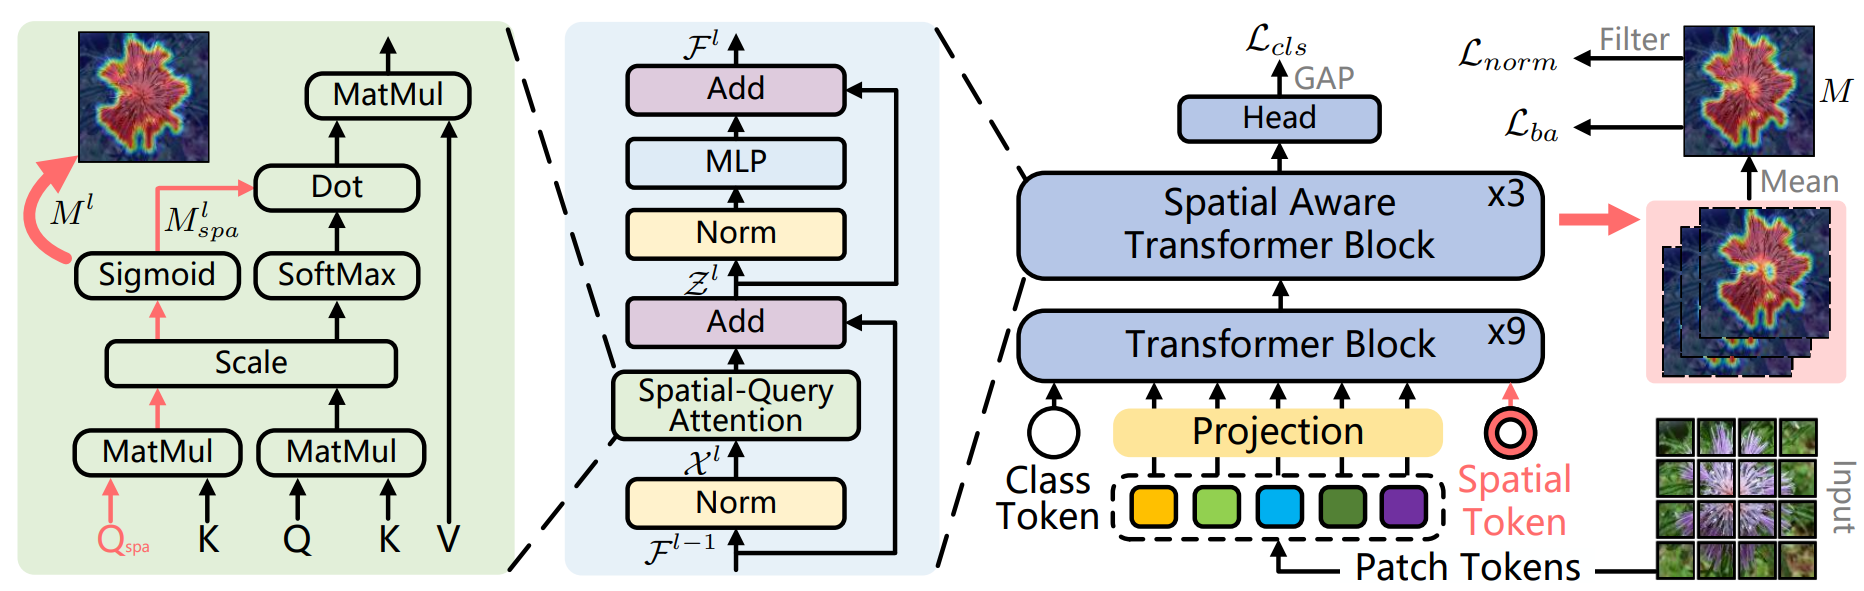 MatMul
Dot
M^l
M^l_{spa}
Sigmoid
SoftMax
Scale
MatMul
MatMul
Q_{spa}
K
Q
K
V
\mathcal{F}^l
Add
MLP
Norm
\mathcal{Z}^l
Add
Spatial-Query
Attention
\mathcal{X}^l
Norm
\mathcal{F}^{l-1}
\mathcal{L}_{cls}
GAP
Head
Spatial Aware
Transformer Block
x3
Transformer Block
x9
Projection
Class
Token
Spatial
Token
Patch Tokens
\mathcal{L}_{norm}
Filter
\mathcal{L}_{ba}
M
Mean
Input